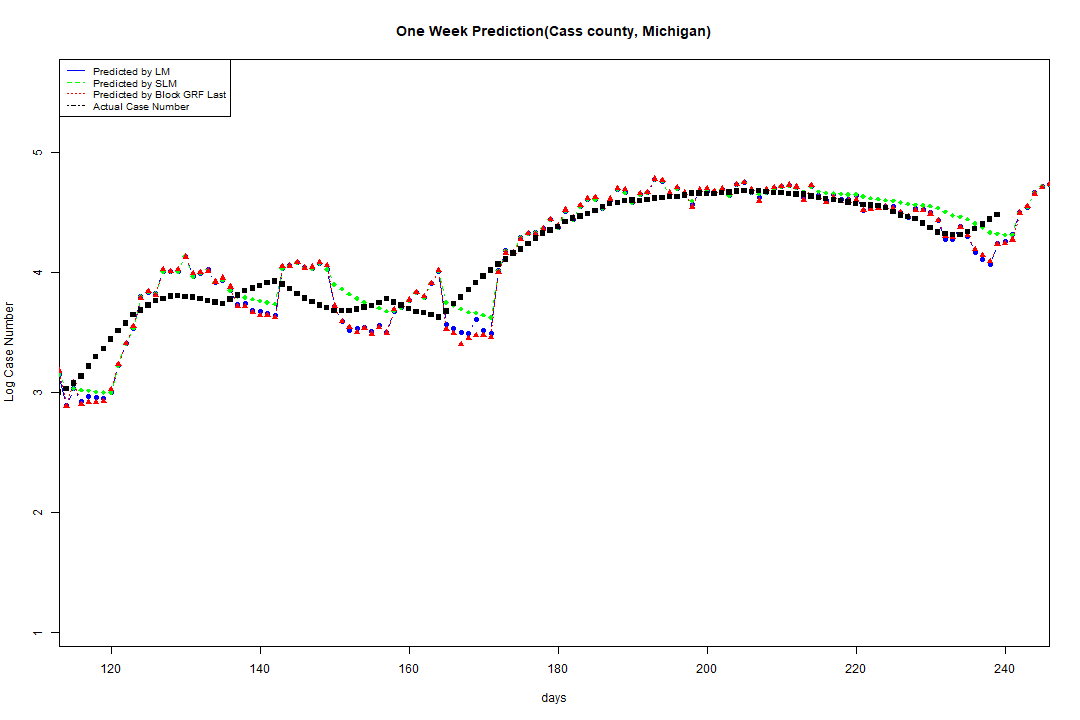 One Week Prediction(Cass county, Michigan)
Predicted by LM
Predicted by SLM
Predicted by Block GRF Last
Actual Case Number
5
4
3
2
1
Log Case Number
120 140 160 180 200 220 240
days